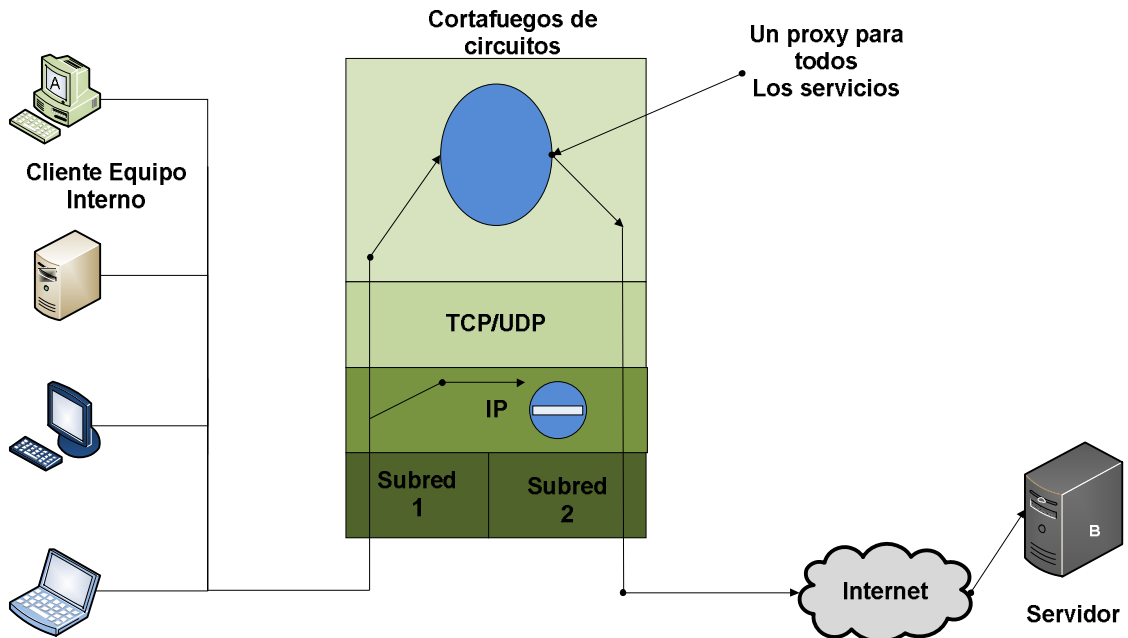 Cortafuegos de
circuitos
Un proxy para
todos
Los servicios
A
Cliente Equipo
Interno
TCP/UDP
IP
Subred
1
Subred
2
Internet
B
Servidor